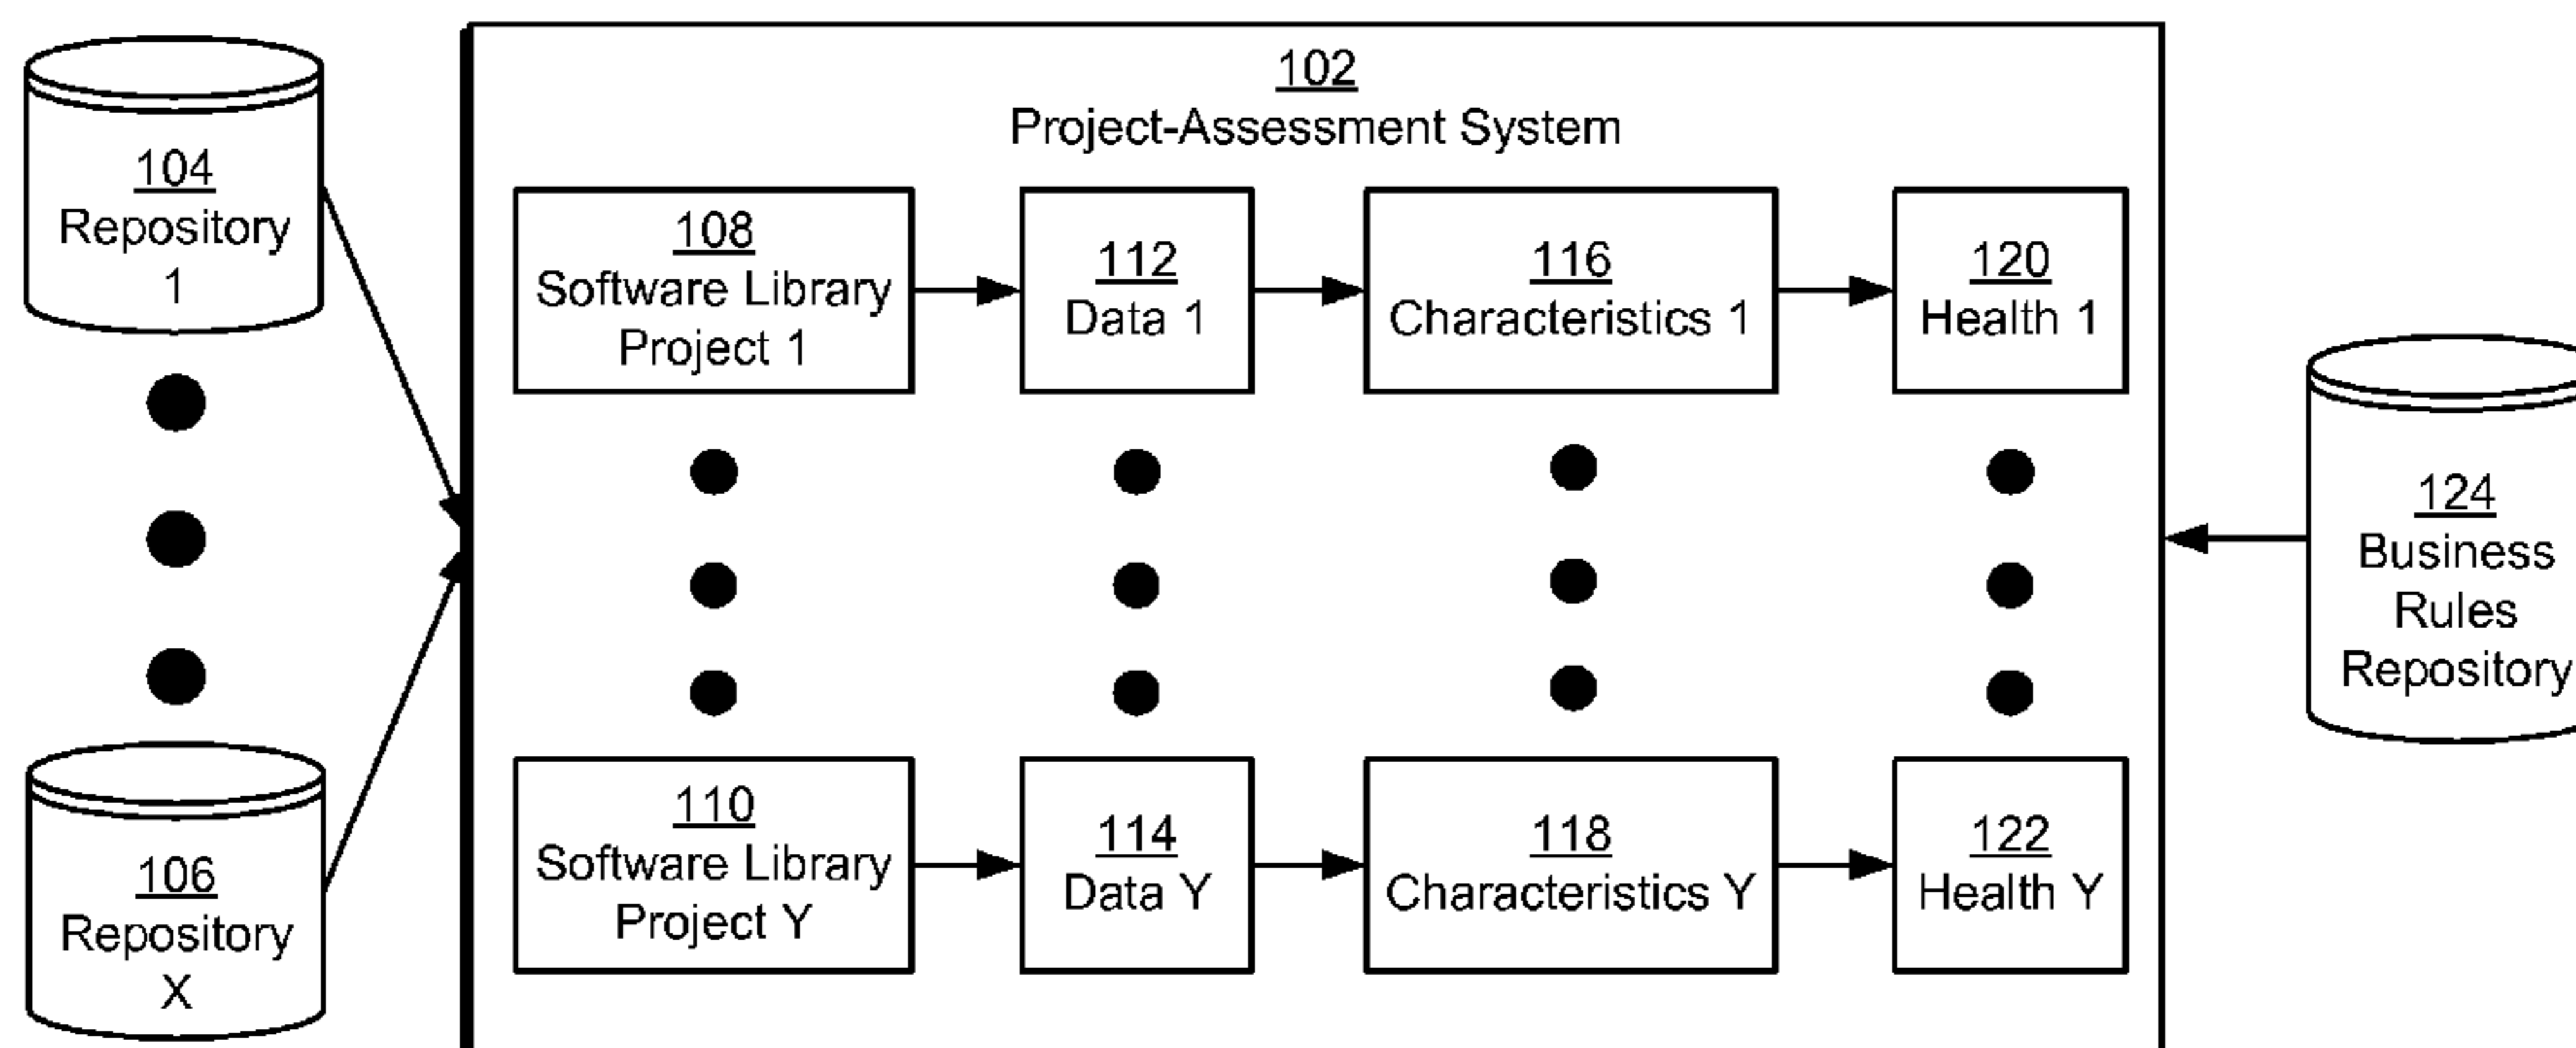 102
Project-Assessment System
104
Repository
1
106
Repository
X
108
Software Library
Project 1
112
Data 1
116
Characteristics 1
120
Health 1
110
Software Library
Project Y
114
Data Y
118
Characteristics Y
122
Health Y
124
Business
Rules
Repository